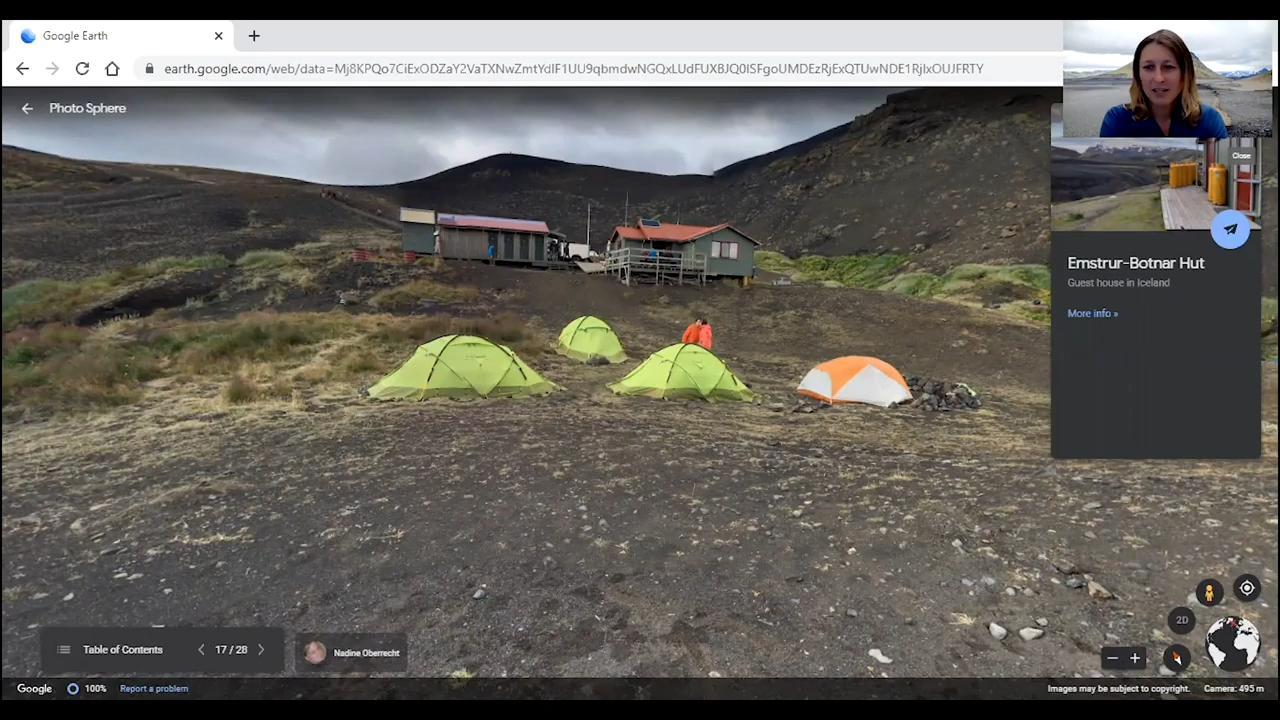 Google Earth
earth.google.com/web/data=
Photo Sphere
Close
Emstrur-Botnar Hut
Guest house in Iceland
More info »
2D
Table of Contents
17 / 28
Nadine Oberrecht
Google
100%
Report a problem
Images may be subject to copyright.
Camera: 495 m